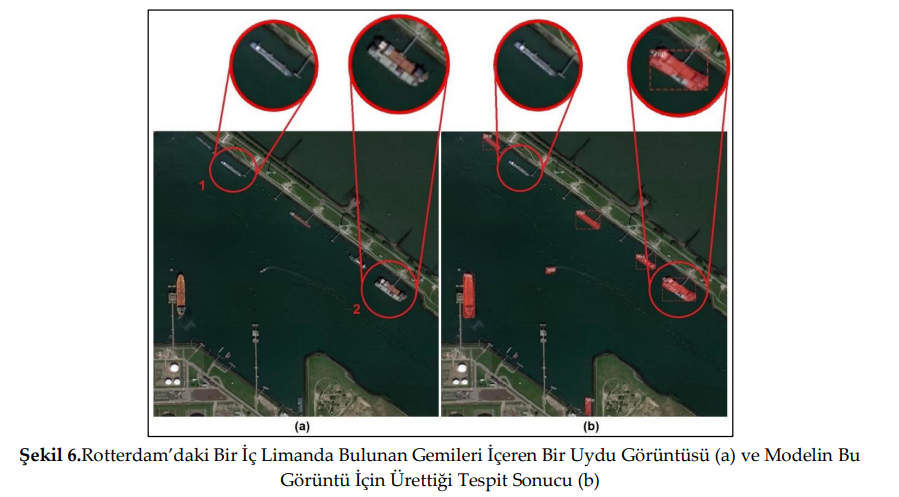 1
2
(a)
(b)
Şekil 6.Rotterdam’daki Bir İç Limanda Bulunan Gemileri İçeren Bir Uydu Görüntüsü (a) ve Modelin Bu
Görüntü İçin Ürettiği Tespit Sonucu (b)